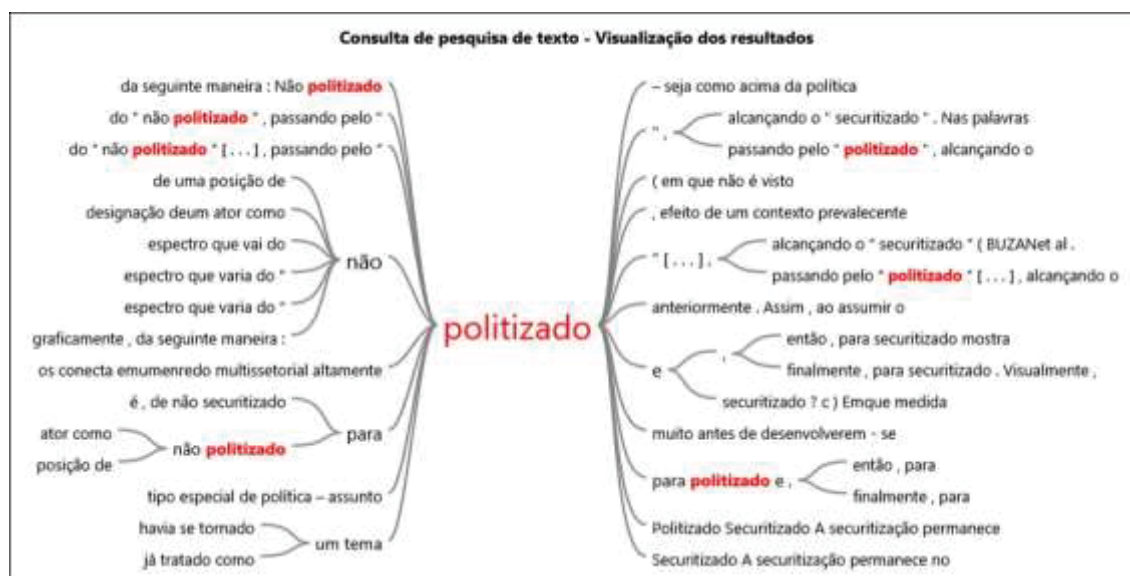 Consulta de pesquisa de texto - Visualização dos resultados
da seguinte maneira : Não politizado
do " não politizado " , passando pelo "
do " não politizado " [ . . . ] , passando pelo "
de uma posição de
designação deum ator como
espectro que vai do
espectro que varia do "
espectro que varia do "
graficamente , da seguinte maneira :
não
os conecta emumenredo multissetorial altamente
é , de não securitizado
ator como
posição de
não politizado
para
tipo especial de política – assunto
havia se tornado
já tratado como
um tema
politizado
– seja como acima da política
" ,
alcançando o " securitizado " . Nas palavras
passando pelo " politizado " , alcançando o
( em que não é visto
, efeito de um contexto prevalecente
" [ . . . ] ,
alcançando o " securitizado " ( BUZANet al .
passando pelo " politizado " [ . . . ] , alcançando o
anteriormente . Assim , ao assumir o
e
,
então , para securitizado mostra
finalmente , para securitizado . Visualmente ,
securitizado ? c ) Emque medida
muito antes de desenvolverem - se
para politizado e ,
então , para
finalmente , para
Politizado Securitizado A securitização permanece
Securitizado A securitização permanece no